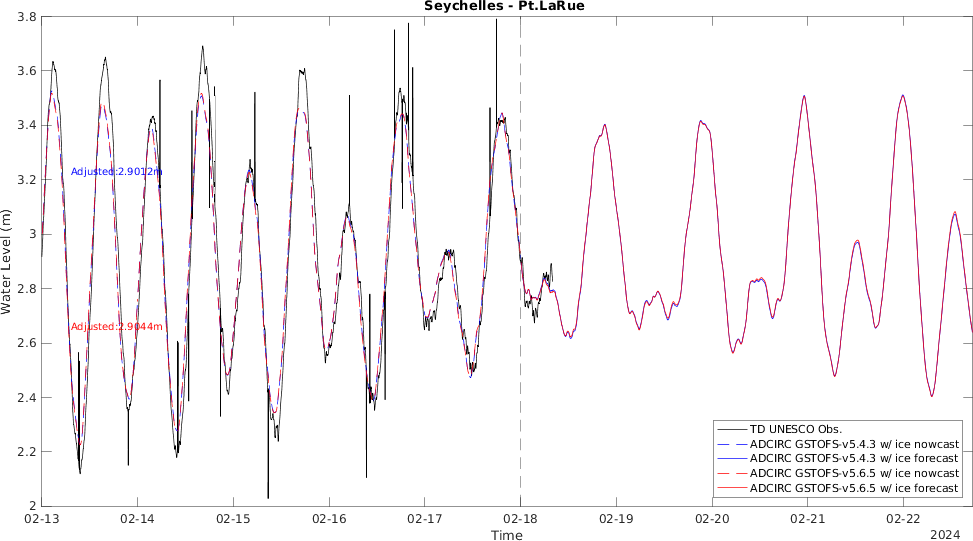 Seychelles - Pt.LaRue
3.8
3.6
3.4
3.2
3
2.8
2.6
2.4
2.2
2
Water Level (m)
Adjusted:2.9012m
Adjusted:2.9044m
TD UNESCO Obs.
ADCIRC GSTOFS-v5.4.3 w/ ice nowcast
ADCIRC GSTOFS-v5.4.3 w/ ice forecast
ADCIRC GSTOFS-v5.6.5 w/ ice nowcast
ADCIRC GSTOFS-v5.6.5 w/ ice forecast
02-13 02-14 02-15 02-16 02-17 02-18 02-19 02-20 02-21 02-22
Time
2024